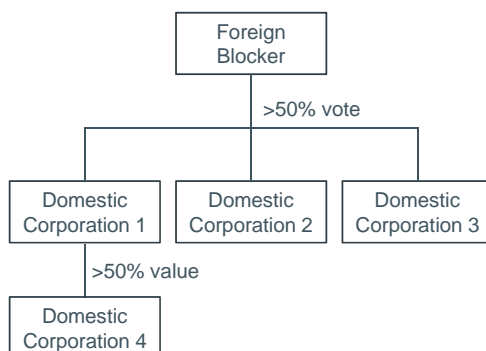 Foreign
Blocker
>50% vote
Domestic
Corporation 1
Domestic
Corporation 2
Domestic
Corporation 3
>50% value
Domestic
Corporation 4